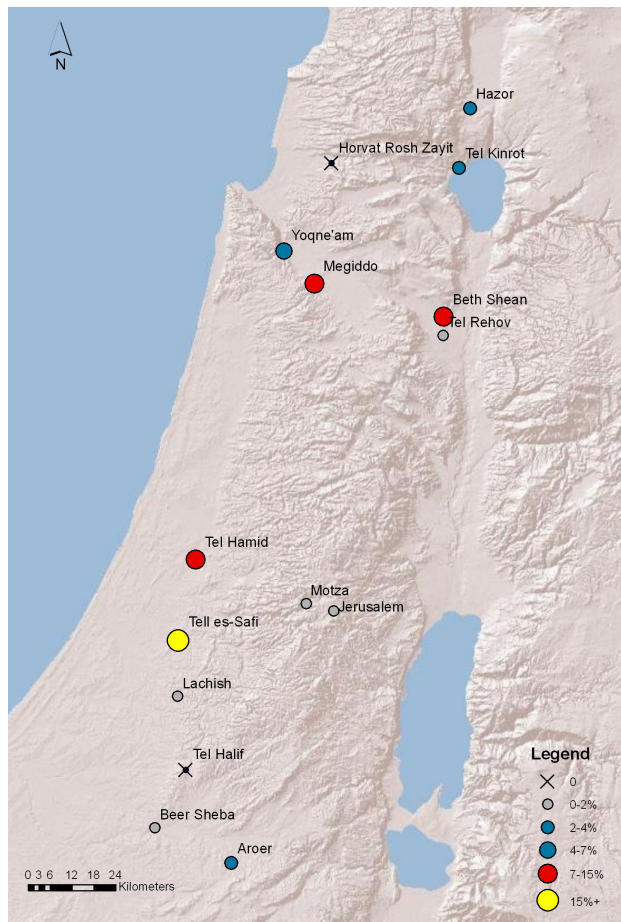 N
Hazor
Horvat Rosh Zayit
Tel Kinrot
Yoqne'am
Megiddo
Beth Shean
Tel Rehov
Tel Hamid
Motza
Jerusalem
Tell es-Safi
Lachish
Tel Halif
Beer Sheba
Aroer
Legend
0
0-2%
2-4%
4-7%
7-15%
15%+
0 3 6 12 18 24
Kilometers